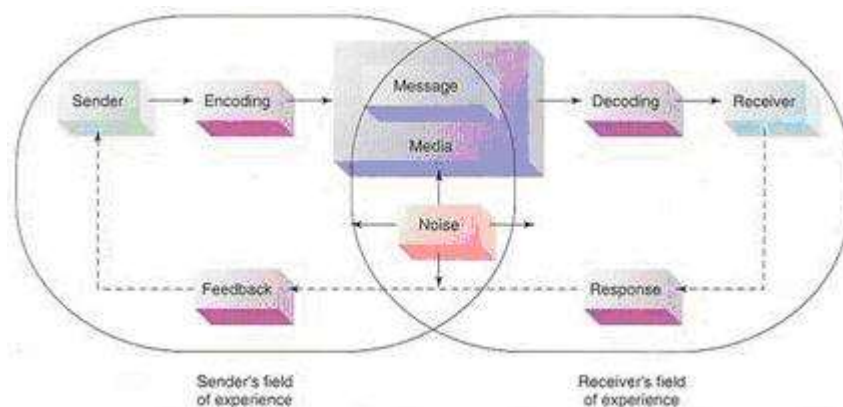 Sender
Encoding
Message
Media
Decoding
Receiver
Noise
Feedback
Response
Sender's field
of experience
Receiver's field
of experience